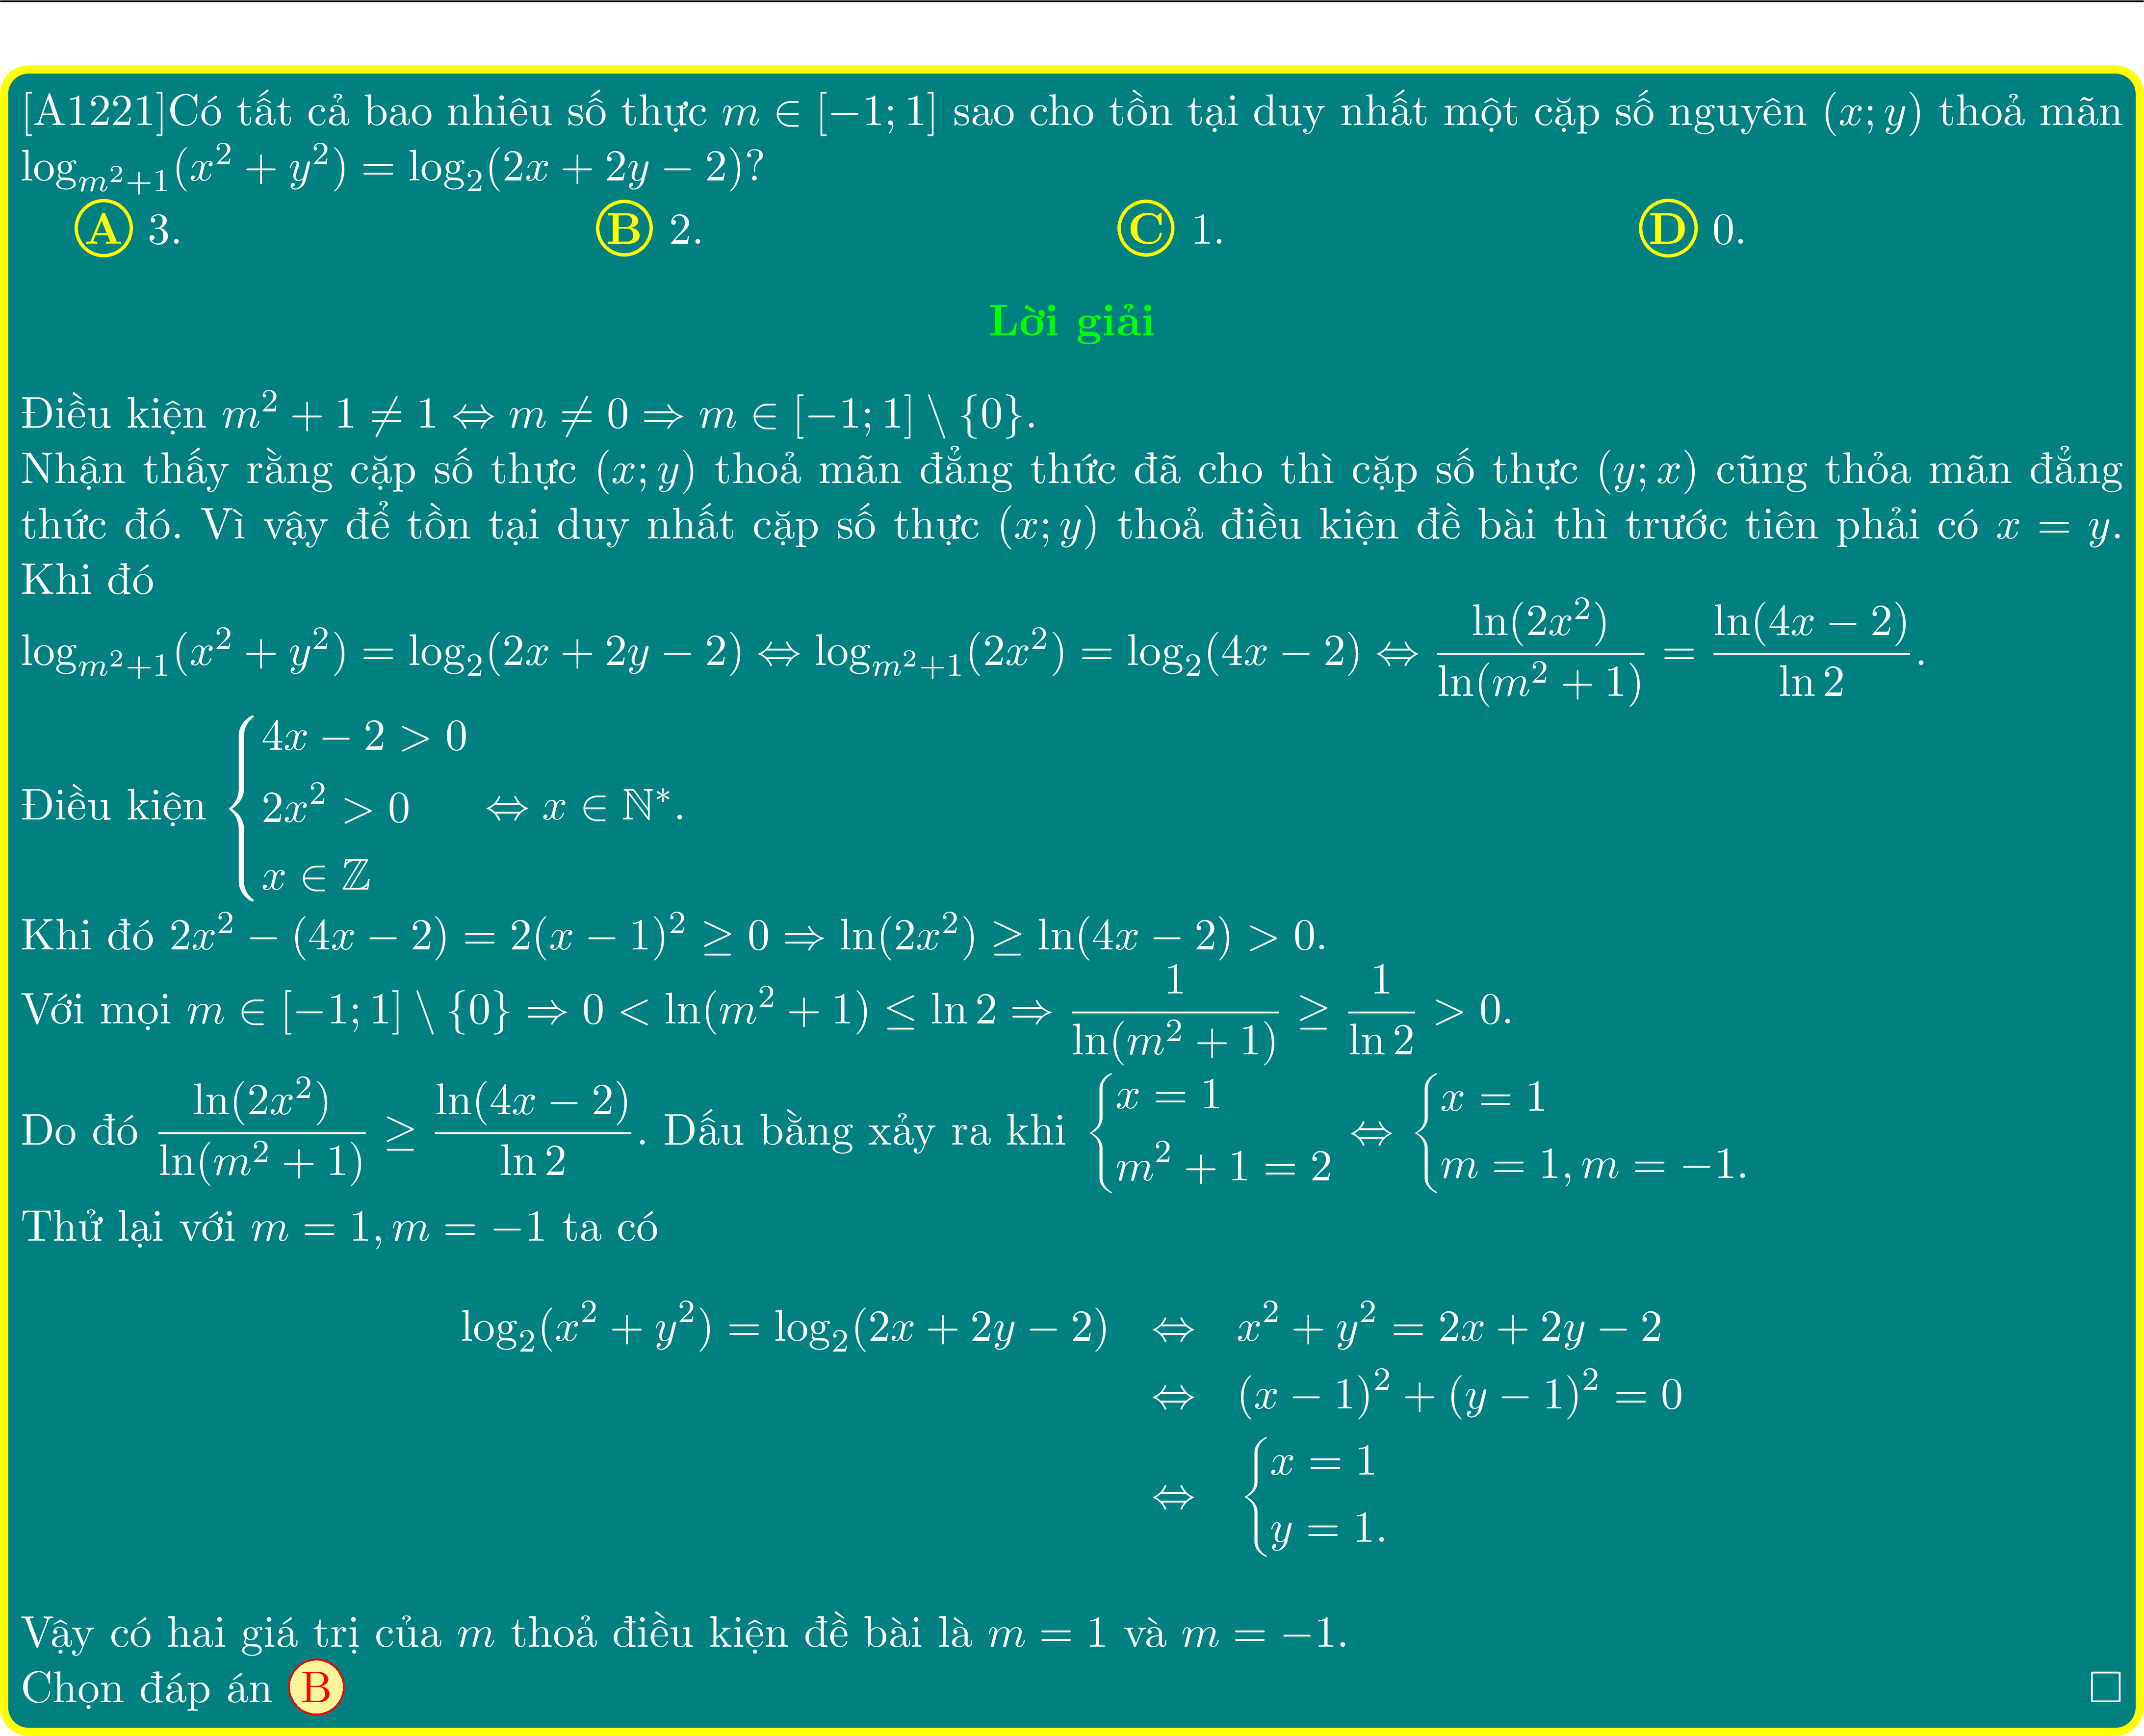 [A1221]Có tất cả bao nhiêu số thực $m \in [-1; 1]$ sao cho tồn tại duy nhất một cặp số nguyên $(x; y)$ thoả mãn
$\log_{m^2+1}(x^2 + y^2) = \log_2(2x + 2y - 2)$?
A 3. B 2. C 1. D 0.
Lời giải
Điều kiện $m^2 + 1 \neq 1 \Leftrightarrow m \neq 0 \Rightarrow m \in [-1; 1] \setminus \{0\}$.
Nhận thấy rằng cặp số thực $(x; y)$ thoả mãn đẳng thức đã cho thì cặp số thực $(y; x)$ cũng thỏa mãn đẳng
thức đó. Vì vậy để tồn tại duy nhất cặp số thực $(x; y)$ thoả điều kiện đề bài thì trước tiên phải có $x = y$.
Khi đó
$\log_{m^2+1}(x^2 + y^2) = \log_2(2x + 2y - 2) \Leftrightarrow \log_{m^2+1}(2x^2) = \log_2(4x - 2) \Leftrightarrow \frac{\ln(2x^2)}{\ln(m^2 + 1)} = \frac{\ln(4x - 2)}{\ln 2}$.
Điều kiện $\begin{cases} 4x - 2 > 0 \\ 2x^2 > 0 \\ x \in \mathbb{Z} \end{cases} \Leftrightarrow x \in \mathbb{N}^*$.
Khi đó $2x^2 - (4x - 2) = 2(x - 1)^2 \geq 0 \Rightarrow \ln(2x^2) \geq \ln(4x - 2) > 0$.
Với mọi $m \in [-1; 1] \setminus \{0\} \Rightarrow 0 < \ln(m^2 + 1) \leq \ln 2 \Rightarrow \frac{1}{\ln(m^2 + 1)} \geq \frac{1}{\ln 2} > 0$.
Do đó $\frac{\ln(2x^2)}{\ln(m^2 + 1)} \geq \frac{\ln(4x - 2)}{\ln 2}$. Dấu bằng xảy ra khi $\begin{cases} x = 1 \\ m^2 + 1 = 2 \end{cases} \Leftrightarrow \begin{cases} x = 1 \\ m = 1, m = -1. \end{cases}$
Thử lại với $m = 1, m = -1$ ta có
$\log_2(x^2 + y^2) = \log_2(2x + 2y - 2) \Leftrightarrow x^2 + y^2 = 2x + 2y - 2$
$\Leftrightarrow (x - 1)^2 + (y - 1)^2 = 0$
$\Leftrightarrow \begin{cases} x = 1 \\ y = 1. \end{cases}$
Vậy có hai giá trị của $m$ thoả điều kiện đề bài là $m = 1$ và $m = -1$.
Chọn đáp án B □